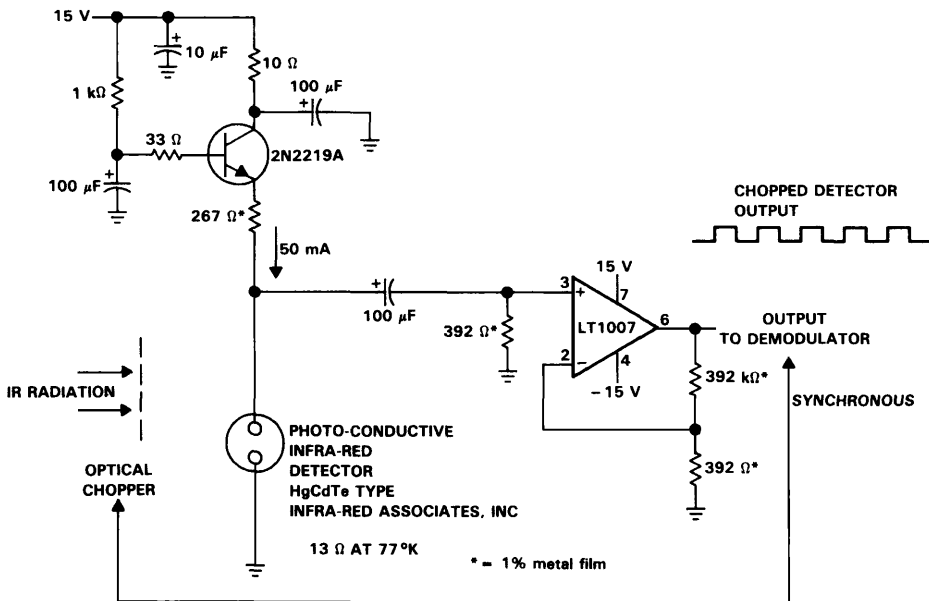 15 V
10 μF
10 Ω
1 kΩ
100 μF
33 Ω
2N2219A
100 μF
267 Ω*
50 mA
CHOPPED DETECTOR
OUTPUT
100 μF
392 Ω*
15 V
3
+
7
LT1007
6
2
−
4
−15 V
OUTPUT
TO DEMODULATOR
392 kΩ*
SYNCHRONOUS
392 Ω*
IR RADIATION
OPTICAL
CHOPPER
PHOTO-CONDUCTIVE
INFRA-RED
DETECTOR
HgCdTe TYPE
INFRA-RED ASSOCIATES, INC
13 Ω AT 77°K
* = 1% metal film